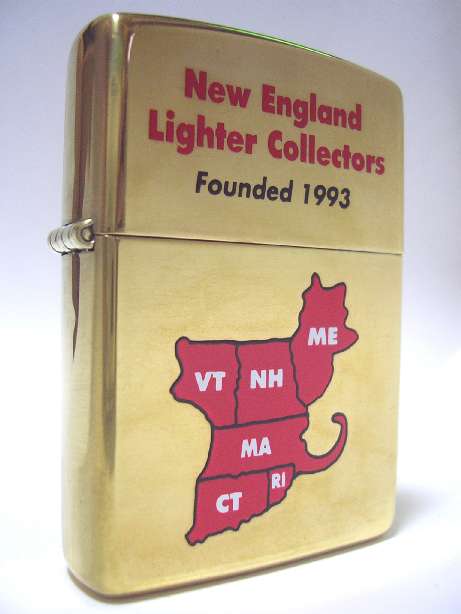 New England
Lighter Collectors
Founded 1993
ME
VT NH
MA
CT RI